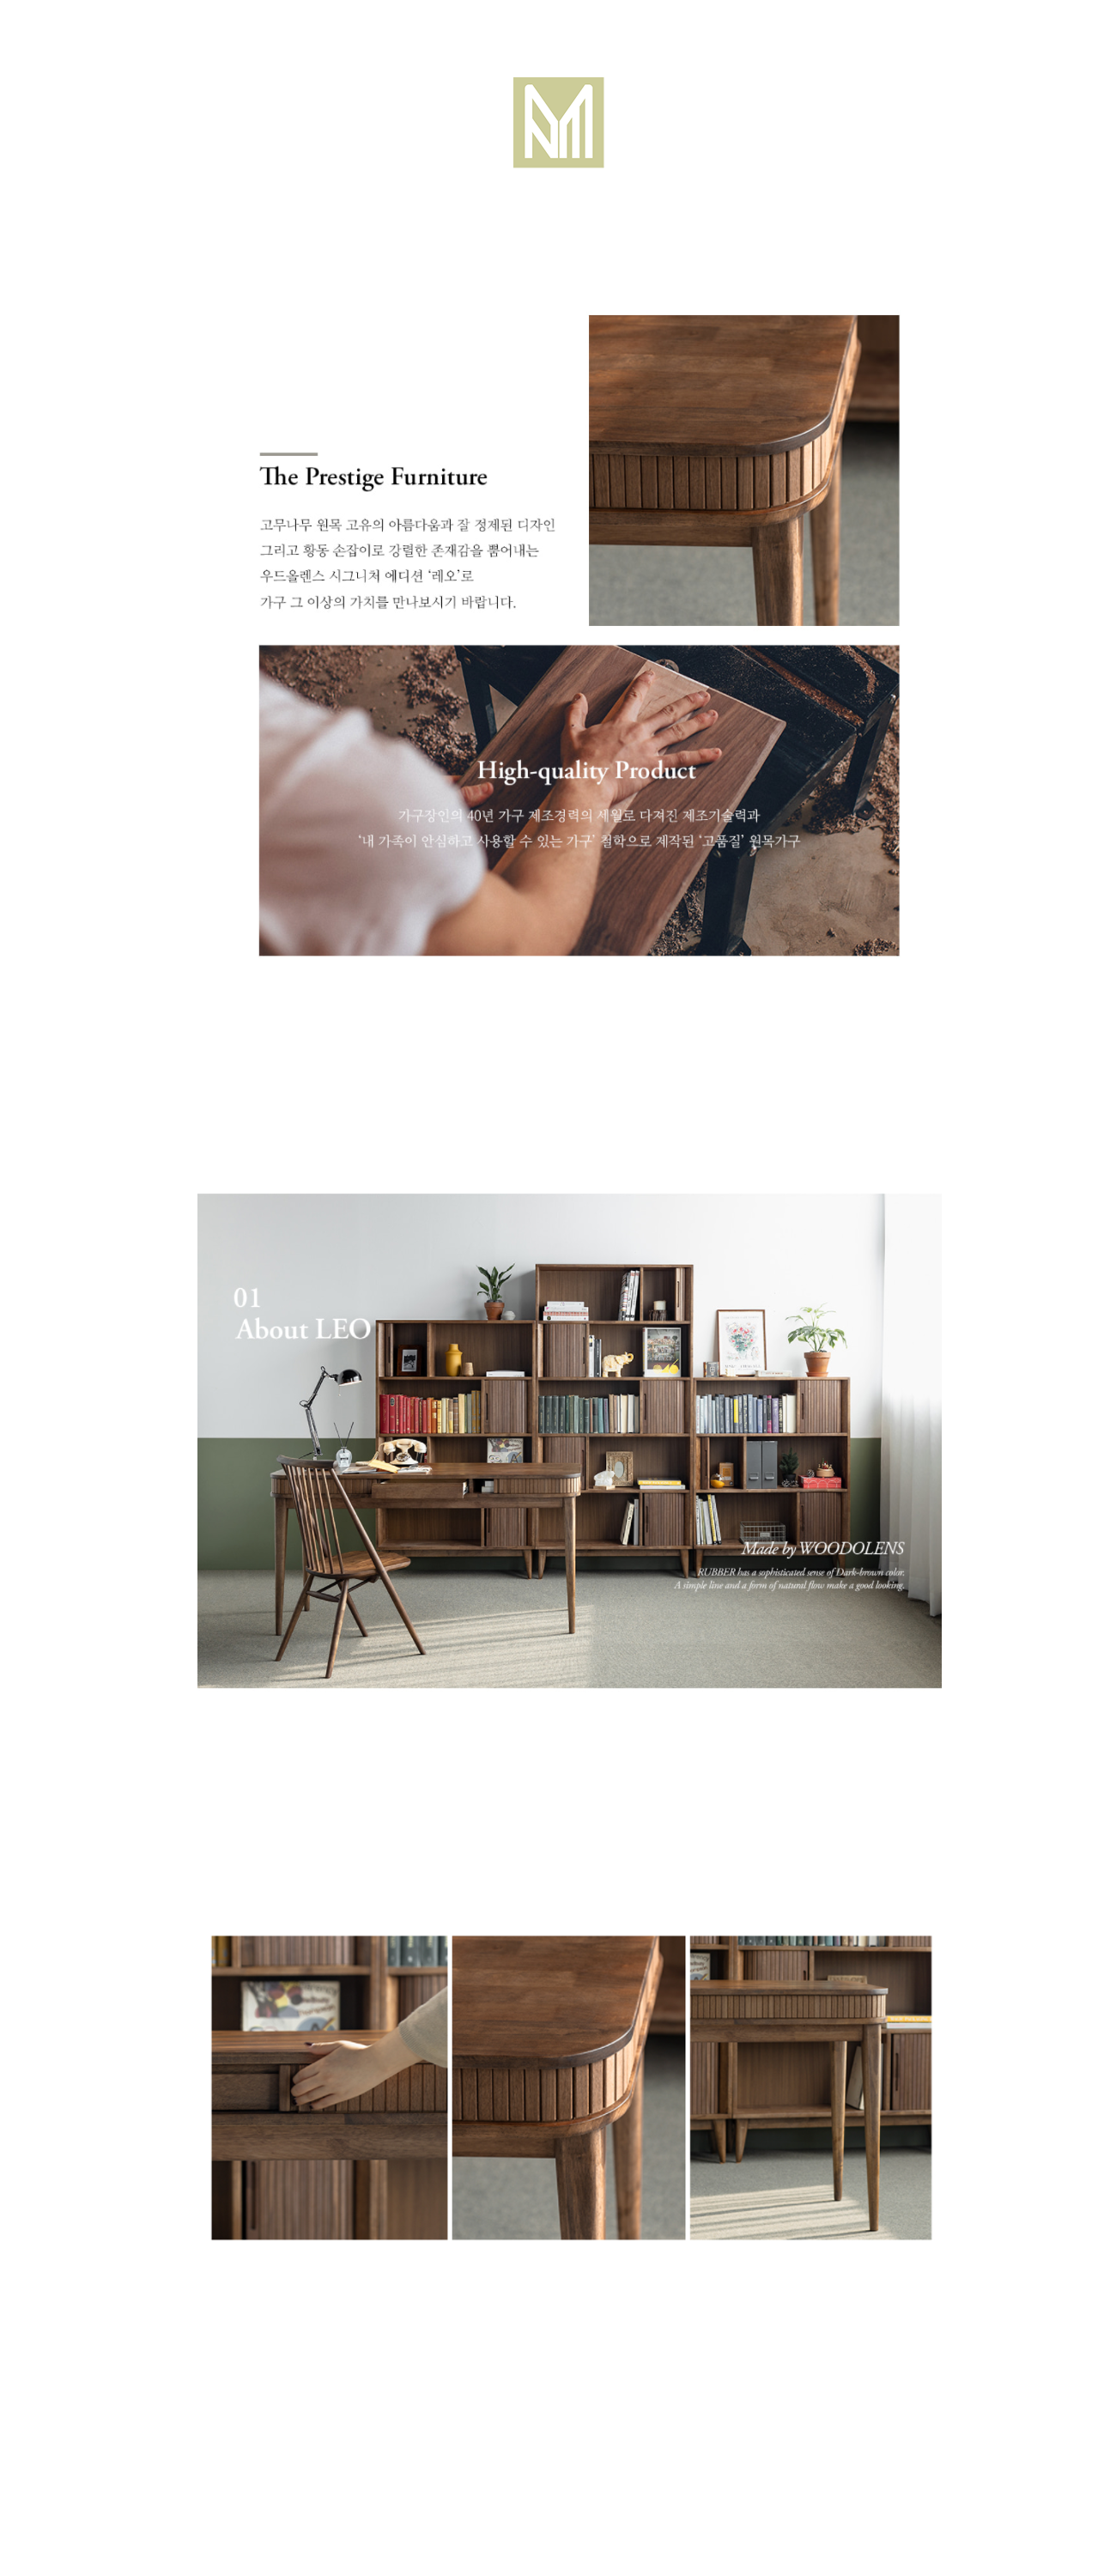 The Prestige Furniture
고무나무 원목 고유의 아름다움과 잘 정제된 디자인
그리고 황동 손잡이로 강렬한 존재감을 뿜어내는
우드올렌스 시그니처 에디션 ‘레오’로
가구 그 이상의 가치를 만나보시기 바랍니다.
High-quality Product
가구장인의 40년 가구 제조경력의 세월로 다져진 제조기술력과
‘내 가족이 안심하고 사용할 수 있는 가구’ 철학으로 제작된 ‘고품질’ 원목가구
01
About LEO
Made by WOODOLENS
RUBBER has a sophisticated sense of Dark-brown color.
A simple line and a form of natural flow make a good looking.